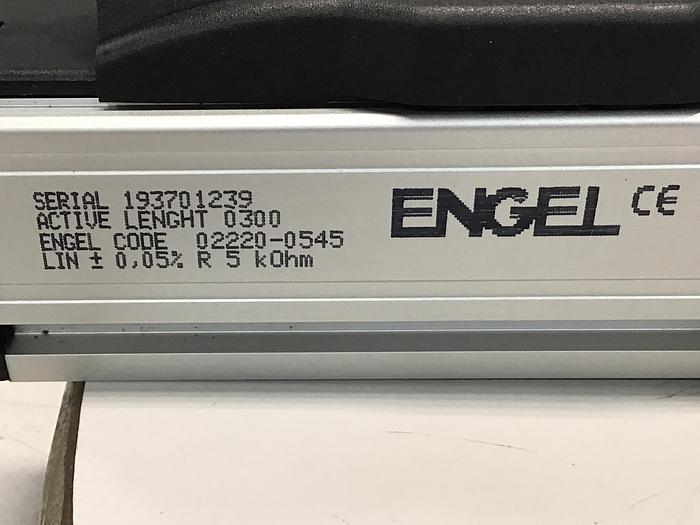 SERIAL 193701239
ACTIVE LENGHT 0300
ENGEL CODE 02220-0545
LIN ± 0,05% R 5 kOhm
ENGEL CE